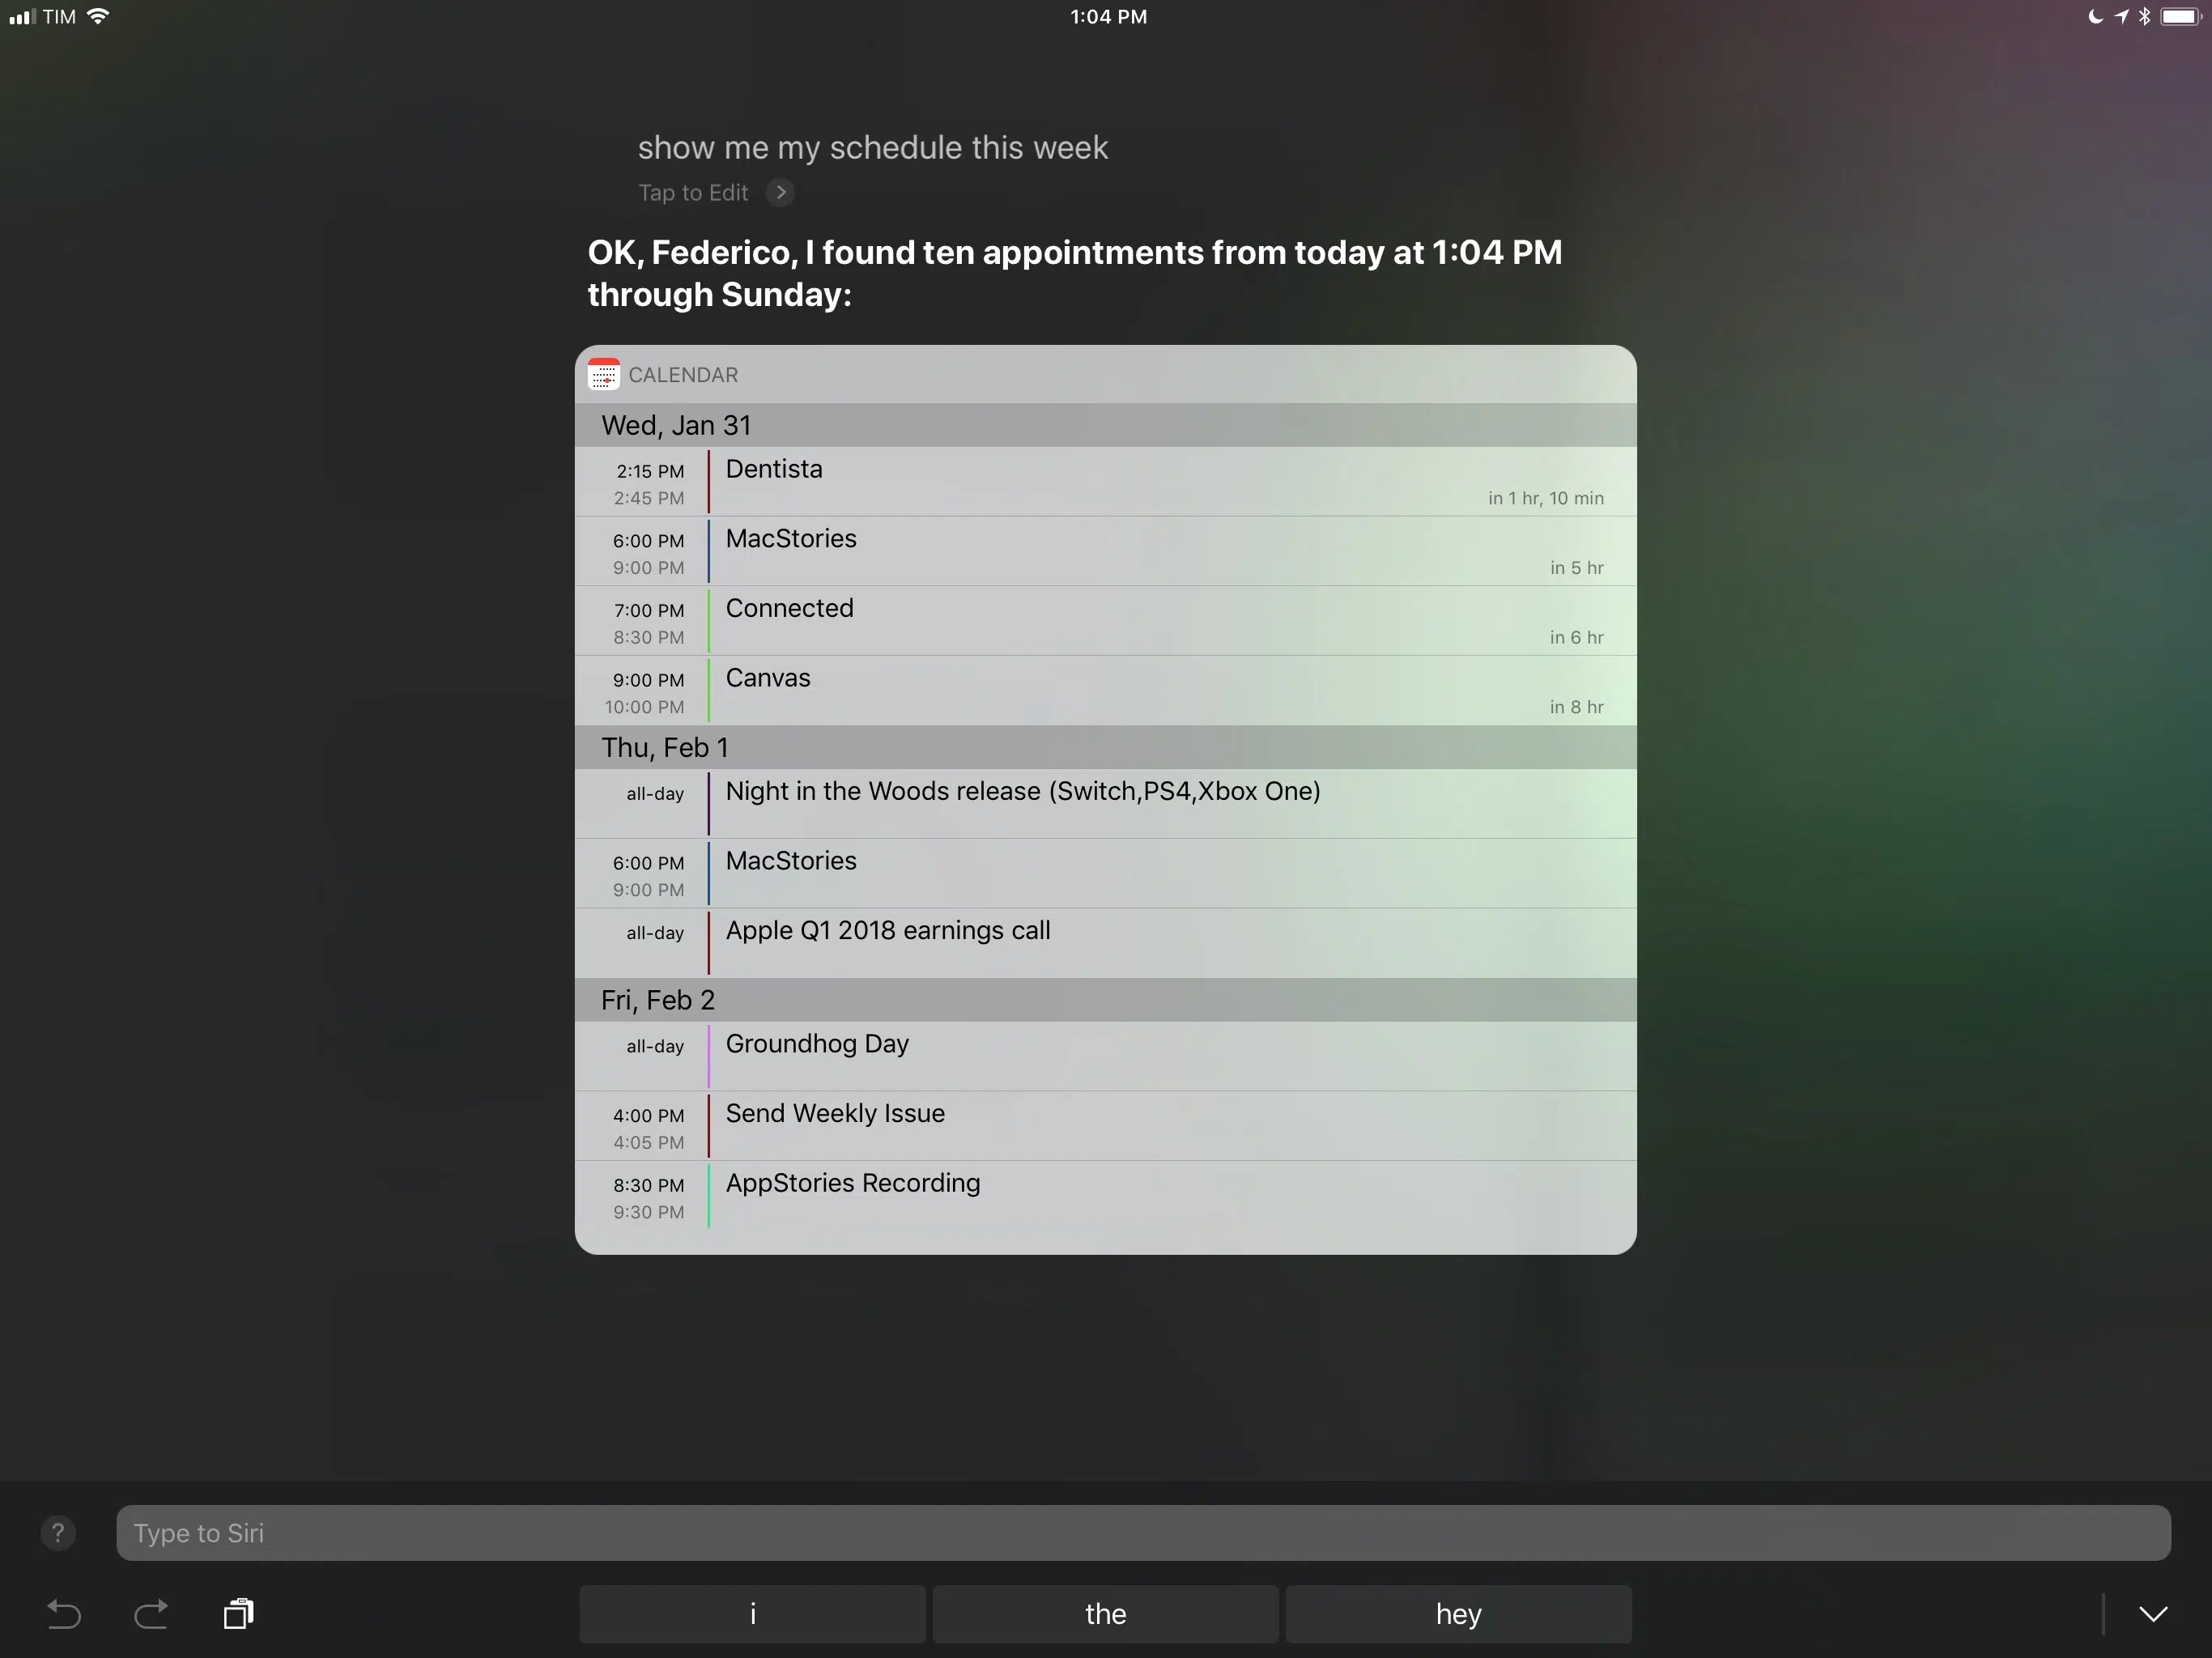 TIM
1:04 PM
show me my schedule this week
Tap to Edit
OK, Federico, I found ten appointments from today at 1:04 PM
through Sunday:
CALENDAR
Wed, Jan 31
2:15 PM Dentista
2:45 PM in 1 hr, 10 min
6:00 PM MacStories
9:00 PM in 5 hr
7:00 PM Connected
8:30 PM in 6 hr
9:00 PM Canvas
10:00 PM in 8 hr
Thu, Feb 1
all-day Night in the Woods release (Switch,PS4,Xbox One)
6:00 PM MacStories
9:00 PM
all-day Apple Q1 2018 earnings call
Fri, Feb 2
all-day Groundhog Day
4:00 PM Send Weekly Issue
4:05 PM
8:30 PM AppStories Recording
9:30 PM
? Type to Siri
i the hey